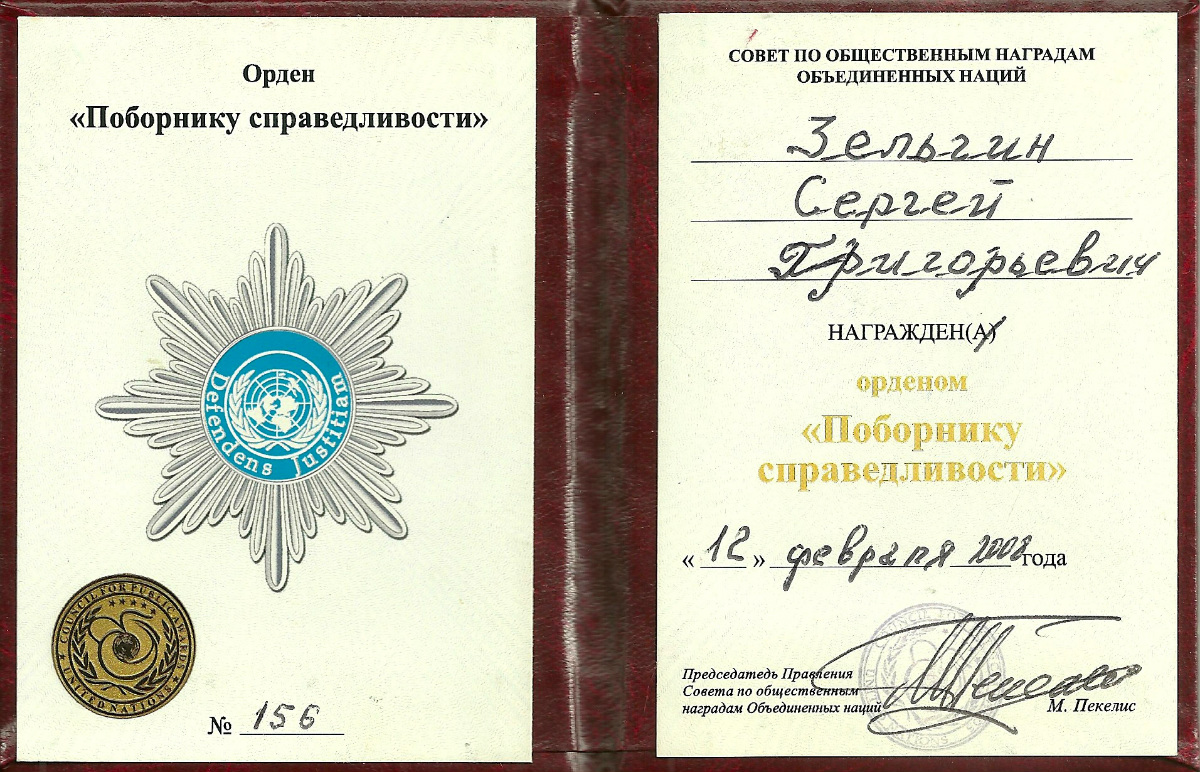 Орден
«Поборнику справедливости»
Defendens Justitiam
COUNCIL FOR PUBLIC AWARDS
UNITED NATIONS
№ 156
СОВЕТ ПО ОБЩЕСТВЕННЫМ НАГРАДАМ
ОБЪЕДИНЕННЫХ НАЦИЙ
Зельгин
Сергей
Григорьевич
НАГРАЖДЕН(А)
орденом
«Поборнику
справедливости»
« 12 » февраля 2008 года
Председатедь Правления
Совета по общественным
наградам Объединенных наций
М. Пекелис